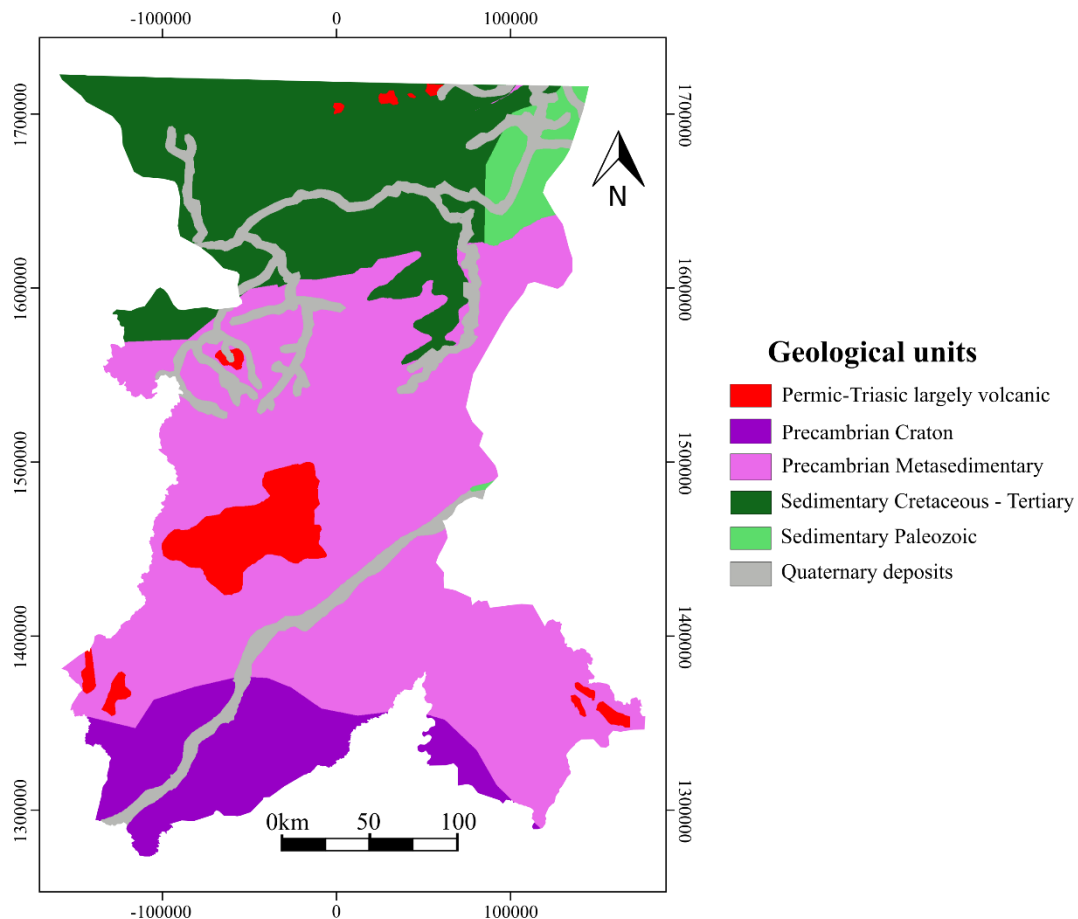 -100000 0 100000
1700000 1700000
N
1600000 1600000
Geological units
Permic-Triasic largely volcanic
Precambrian Craton
1500000 1500000
Precambrian Metasedimentary
Sedimentary Cretaceous - Tertiary
Sedimentary Paleozoic
Quaternary deposits
1400000 1400000
1300000 1300000
0km 50 100
-100000 0 100000